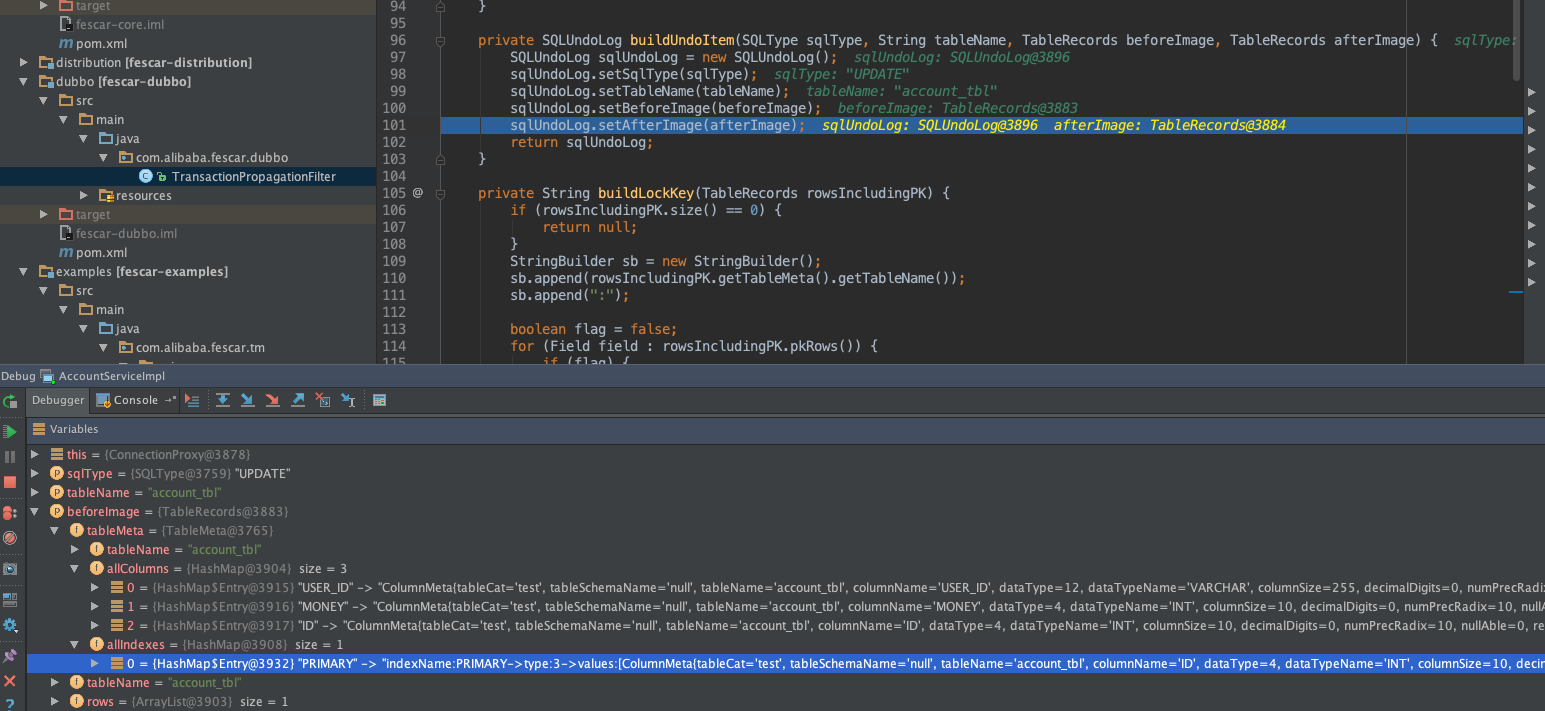 target
fescar-core.iml
m pom.xml
distribution [fescar-distribution]
dubbo [fescar-dubbo]
src
main
java
com.alibaba.fescar.dubbo
C TransactionPropagationFilter
resources
target
fescar-dubbo.iml
m pom.xml
examples [fescar-examples]
src
main
java
com.alibaba.fescar.tm
94 }
95
96 private SQLUndoLog buildUndoItem(SQLType sqlType, String tableName, TableRecords beforeImage, TableRecords afterImage) { sqlType:
97 SQLUndoLog sqlUndoLog = new SQLUndoLog(); sqlUndoLog: SQLUndoLog@3896
98 sqlUndoLog.setSqlType(sqlType); sqlType: "UPDATE"
99 sqlUndoLog.setTableName(tableName); tableName: "account_tbl"
100 sqlUndoLog.setBeforeImage(beforeImage); beforeImage: TableRecords@3883
101 sqlUndoLog.setAfterImage(afterImage); sqlUndoLog: SQLUndoLog@3896 afterImage: TableRecords@3884
102 return sqlUndoLog;
103 }
104
105 @ private String buildLockKey(TableRecords rowsIncludingPK) {
106 if (rowsIncludingPK.size() == 0) {
107 return null;
108 }
109 StringBuilder sb = new StringBuilder();
110 sb.append(rowsIncludingPK.getTableMeta().getTableName());
111 sb.append(":");
112
113 boolean flag = false;
114 for (Field field : rowsIncludingPK.pkRows()) {
115 if (flag) {
Debug AccountServiceImpl
Debugger Console
Variables
this = {ConnectionProxy@3878}
P sqlType = {SQLType@3759} "UPDATE"
P tableName = "account_tbl"
P beforeImage = {TableRecords@3883}
f tableMeta = {TableMeta@3765}
f tableName = "account_tbl"
f allColumns = {HashMap@3904} size = 3
0 = {HashMap$Entry@3915} "USER_ID" -> "ColumnMeta{tableCat='test', tableSchemaName='null', tableName='account_tbl', columnName='USER_ID', dataType=12, dataTypeName='VARCHAR', columnSize=255, decimalDigits=0, numPrecRadix
1 = {HashMap$Entry@3916} "MONEY" -> "ColumnMeta{tableCat='test', tableSchemaName='null', tableName='account_tbl', columnName='MONEY', dataType=4, dataTypeName='INT', columnSize=10, decimalDigits=0, numPrecRadix=10, nullA
2 = {HashMap$Entry@3917} "ID" -> "ColumnMeta{tableCat='test', tableSchemaName='null', tableName='account_tbl', columnName='ID', dataType=4, dataTypeName='INT', columnSize=10, decimalDigits=0, numPrecRadix=10, nullAble=0, re
f allIndexes = {HashMap@3908} size = 1
0 = {HashMap$Entry@3932} "PRIMARY" -> "indexName:PRIMARY->type:3->values:[ColumnMeta{tableCat='test', tableSchemaName='null', tableName='account_tbl', columnName='ID', dataType=4, dataTypeName='INT', columnSize=10, decim
f tableName = "account_tbl"
f rows = {ArrayList@3903} size = 1